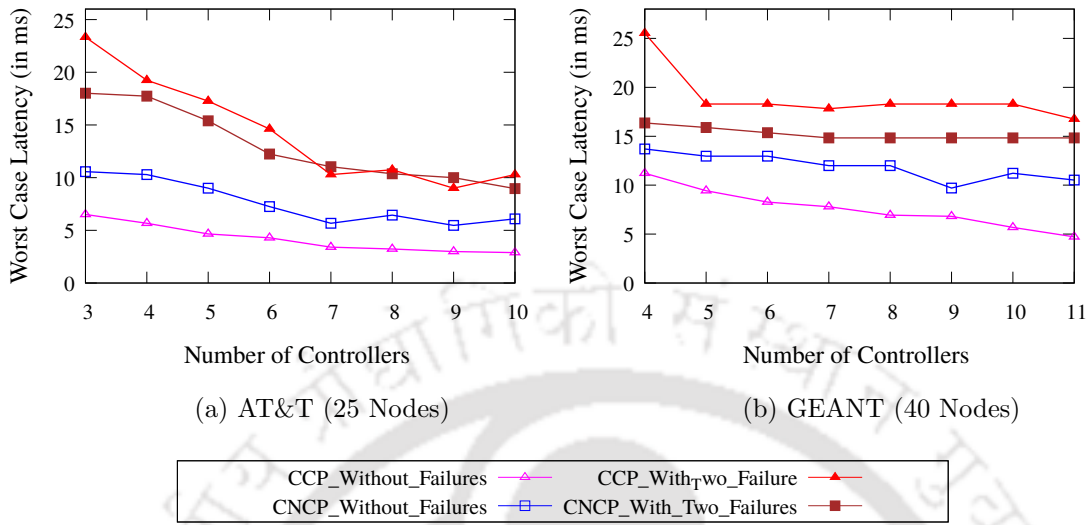 Worst Case Latency (in ms)
25
20
15
10
5
0
3 4 5 6 7 8 9 10
Number of Controllers
(a) AT&T (25 Nodes)
Worst Case Latency (in ms)
25
20
15
10
5
0
4 5 6 7 8 9 10 11
Number of Controllers
(b) GEANT (40 Nodes)
CCP_Without_Failures CCP_With_Two_Failure
CNCP_Without_Failures CNCP_With_Two_Failures